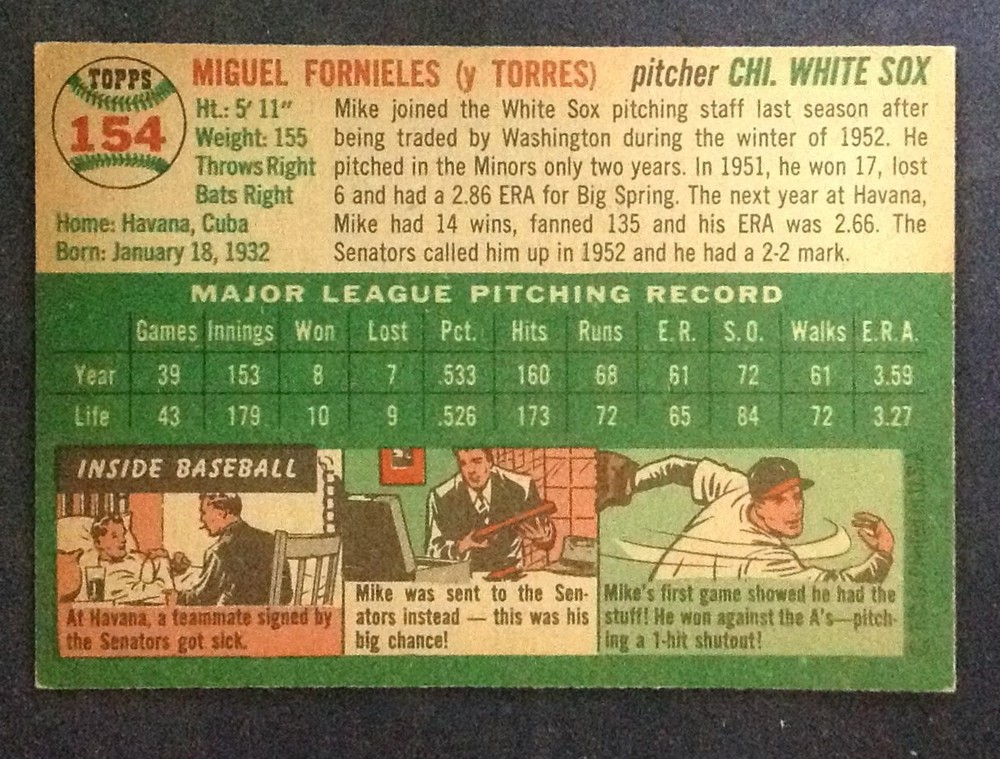 TOPPS
154
MIGUEL FORNIELES (y TORRES) pitcher CHI. WHITE SOX
Ht.: 5' 11"
Weight: 155
Throws Right
Bats Right
Home: Havana, Cuba
Born: January 18, 1932
Mike joined the White Sox pitching staff last season after
being traded by Washington during the winter of 1952. He
pitched in the Minors only two years. In 1951, he won 17, lost
6 and had a 2.86 ERA for Big Spring. The next year at Havana,
Mike had 14 wins, fanned 135 and his ERA was 2.66. The
Senators called him up in 1952 and he had a 2-2 mark.
MAJOR LEAGUE PITCHING RECORD
Games Innings Won Lost Pct. Hits Runs E.R. S.O. Walks E.R.A.
Year 39 153 8 7 .533 160 68 61 72 61 3.59
Life 43 179 10 9 .526 173 72 65 84 72 3.27
INSIDE BASEBALL
At Havana, a teammate signed by
the Senators got sick.
Mike was sent to the Sen-
ators instead — this was his
big chance!
Mike's first game showed he had the
stuff! He won against the A's—pitch-
ing a 1-hit shutout!